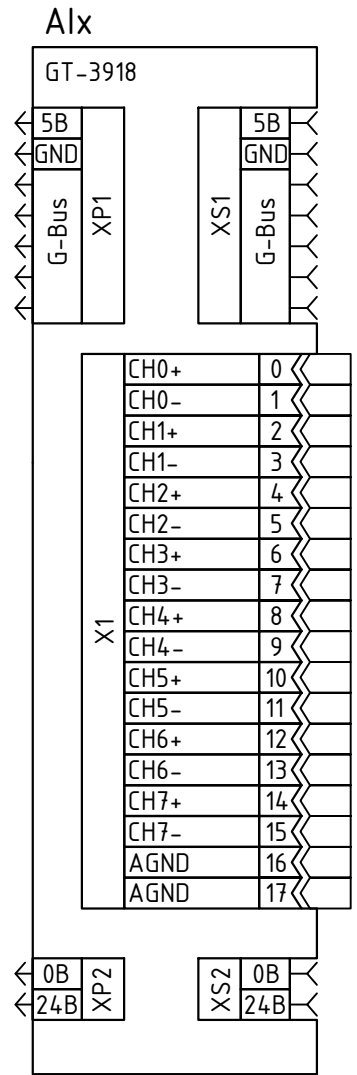 AIx
GT-3918
5В
GND
G-Bus
XP1
XS1
5В
GND
G-Bus
X1
CH0+ 0
CH0- 1
CH1+ 2
CH1- 3
CH2+ 4
CH2- 5
CH3+ 6
CH3- 7
CH4+ 8
CH4- 9
CH5+ 10
CH5- 11
CH6+ 12
CH6- 13
CH7+ 14
CH7- 15
AGND 16
AGND 17
0В
24В
XP2
XS2
0В
24В